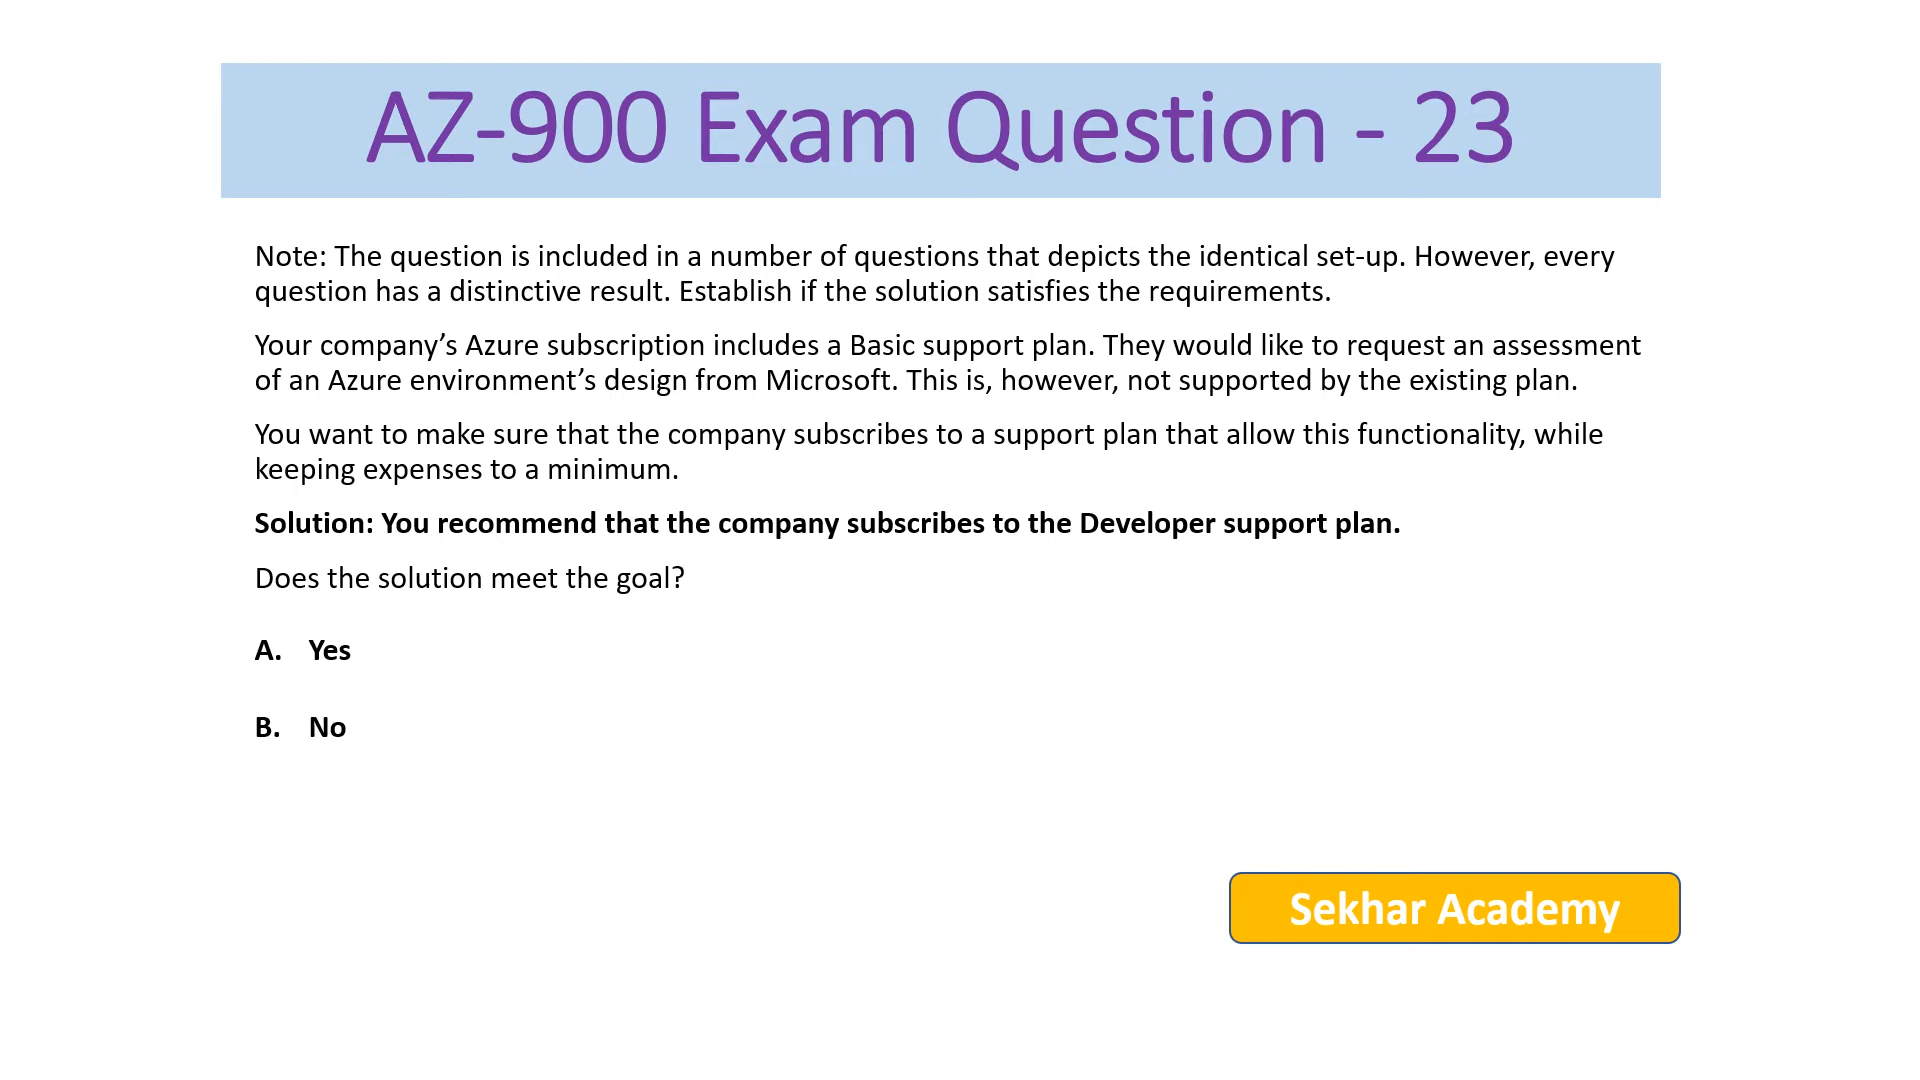 AZ-900 Exam Question - 23
Note: The question is included in a number of questions that depicts the identical set-up. However, every
question has a distinctive result. Establish if the solution satisfies the requirements.
Your company’s Azure subscription includes a Basic support plan. They would like to request an assessment
of an Azure environment’s design from Microsoft. This is, however, not supported by the existing plan.
You want to make sure that the company subscribes to a support plan that allow this functionality, while
keeping expenses to a minimum.
Solution: You recommend that the company subscribes to the Developer support plan.
Does the solution meet the goal?
A. Yes
B. No
Sekhar Academy